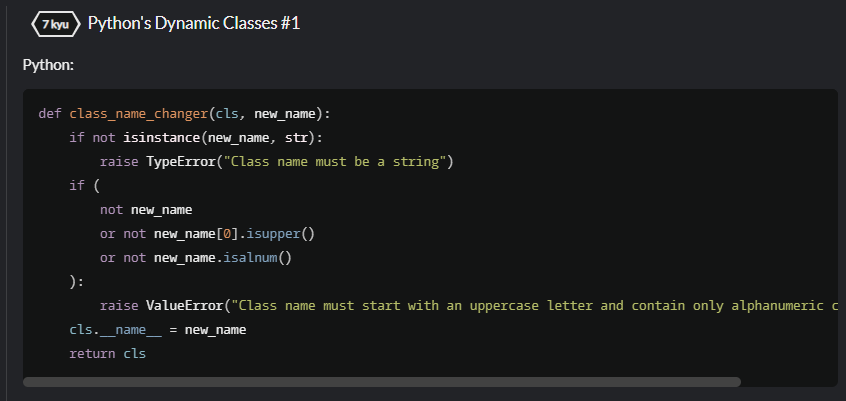 7 kyu Python's Dynamic Classes #1
Python:
def class_name_changer(cls, new_name):
    if not isinstance(new_name, str):
        raise TypeError("Class name must be a string")
    if (
        not new_name
        or not new_name[0].isupper()
        or not new_name.isalnum()
    ):
        raise ValueError("Class name must start with an uppercase letter and contain only alphanumeric c
    cls.__name__ = new_name
    return cls